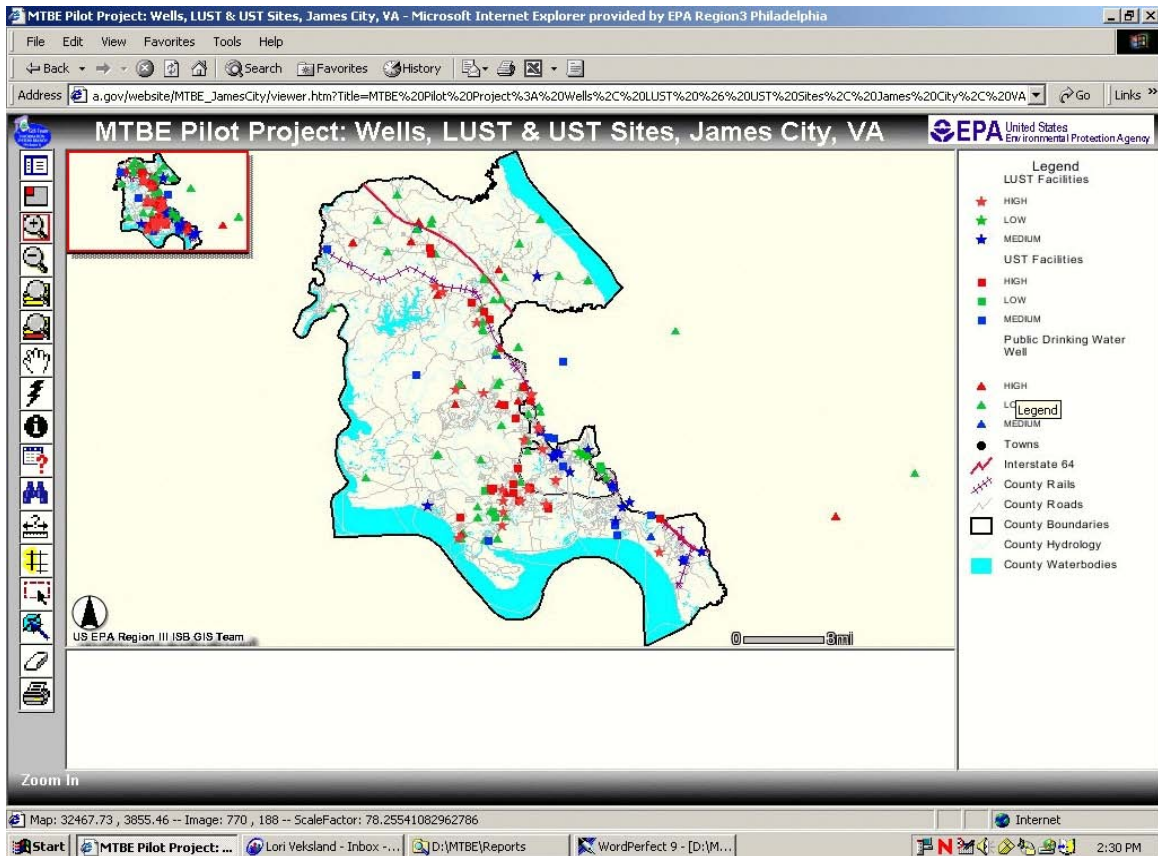 MTBE Pilot Project: Wells, LUST & UST Sites, James City, VA - Microsoft Internet Explorer provided by EPA Region3 Philadelphia
File Edit View Favorites Tools Help
Back Search Favorites History
Address a.gov/website/MTBE_JamesCity/viewer.htm?Title=MTBE%20Pilot%20Project%3A%20Wells%2C%20LUST%20%26%20UST%20Sites%2C%20James%20City%2C%20VA Go Links »
MTBE Pilot Project: Wells, LUST & UST Sites, James City, VA
EPA United States
Environmental Protection Agency
Legend
LUST Facilities
HIGH
LOW
MEDIUM
UST Facilities
HIGH
LOW
MEDIUM
Public Drinking Water
Well
HIGH
Legend
MEDIUM
Towns
Interstate 64
County Rails
County Roads
County Boundaries
County Hydrology
County Waterbodies
US EPA Region III ISB GIS Team
0 3mi
Zoom In
Map: 32467.73 , 3855.46 -- Image: 770 , 188 -- ScaleFactor: 78.25541082962786
Internet
Start MTBE Pilot Project: ... Lori Veksland - Inbox -... D:\MTBE\Reports WordPerfect 9 - [D:\M... N 2:30 PM